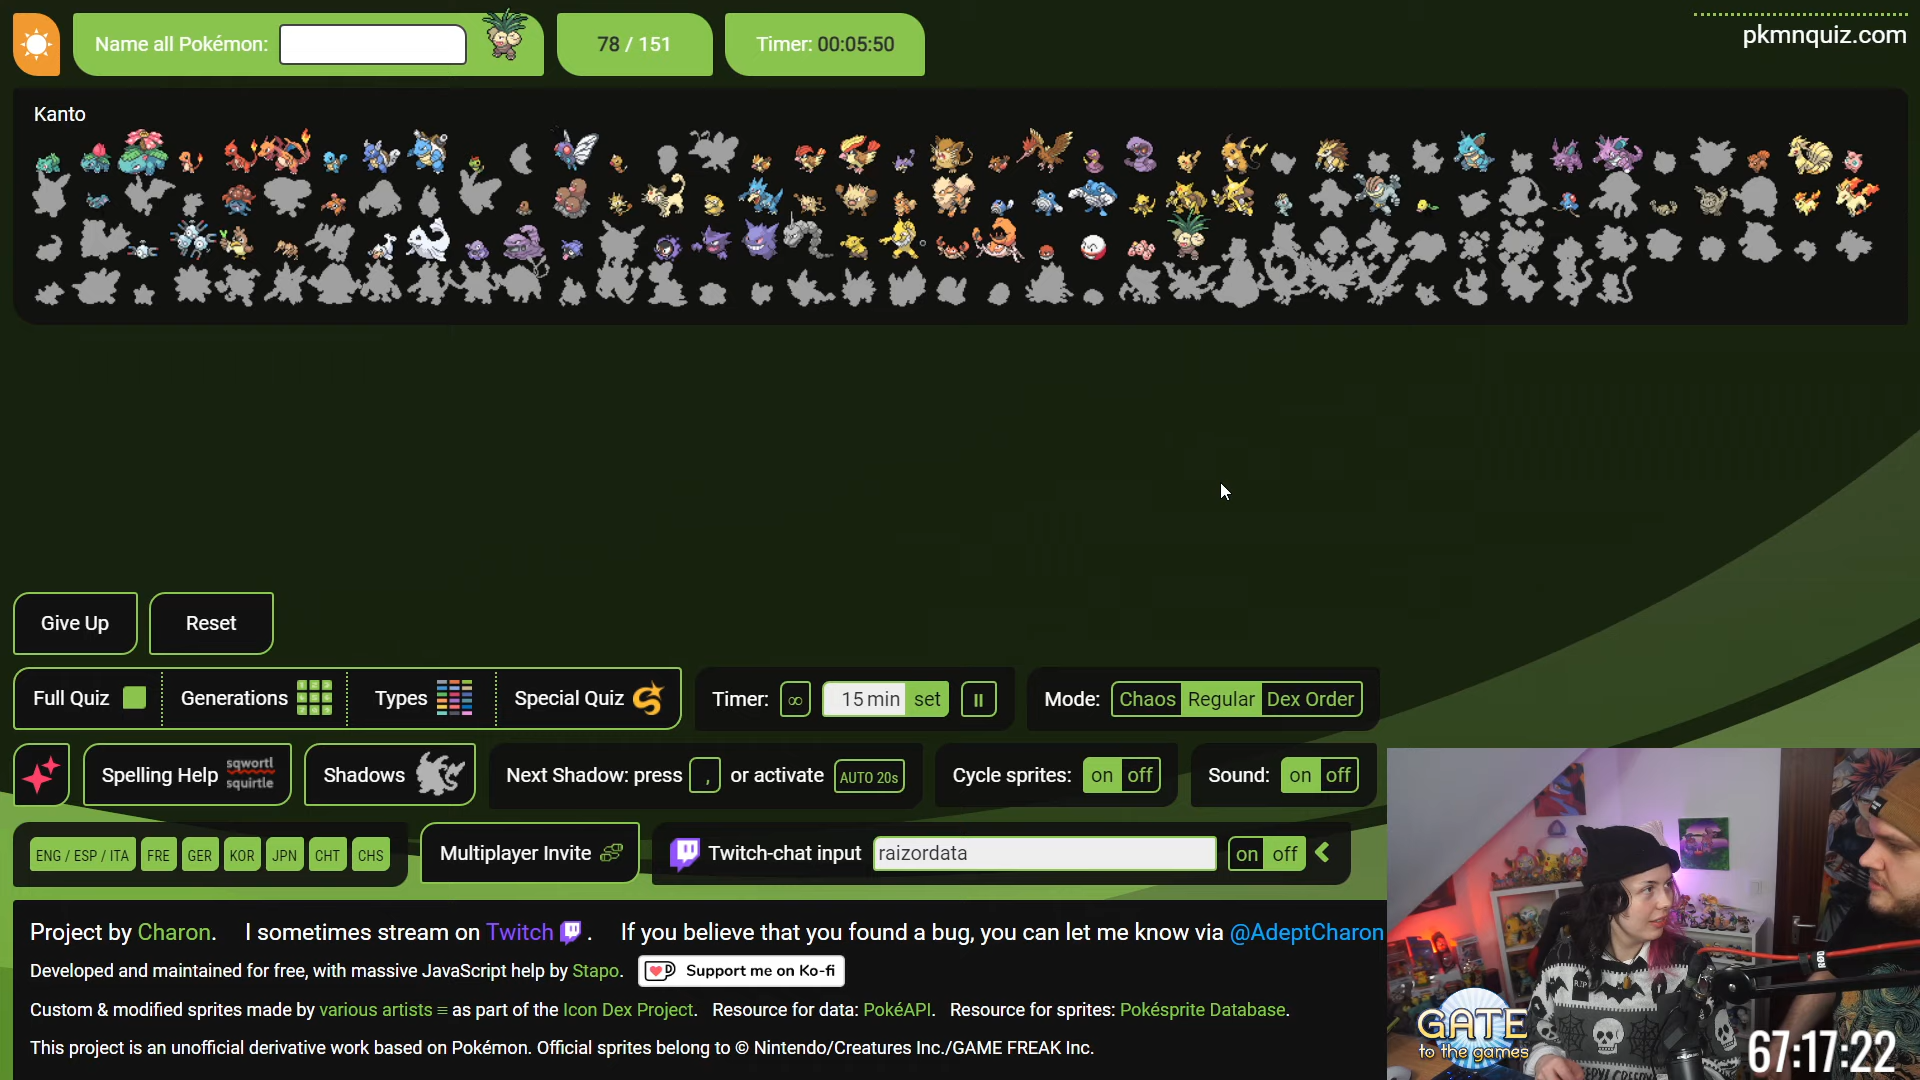 Name all Pokémon:
78 / 151
Timer: 00:05:50
pkmnquiz.com
Kanto
Give Up
Reset
Full Quiz
Generations
Types
Special Quiz
Timer: ∞ 15 min set
Mode: Chaos Regular Dex Order
Spelling Help sqwortl squirtle
Shadows
Next Shadow: press , or activate AUTO 20s
Cycle sprites: on off
Sound: on off
ENG / ESP / ITA FRE GER KOR JPN CHT CHS
Multiplayer Invite
Twitch-chat input raizordata on off
Project by Charon. I sometimes stream on Twitch . If you believe that you found a bug, you can let me know via @AdeptCharon
Developed and maintained for free, with massive JavaScript help by Stapo. Support me on Ko-fi
Custom & modified sprites made by various artists ≡ as part of the Icon Dex Project. Resource for data: PokéAPI. Resource for sprites: Pokésprite Database.
This project is an unofficial derivative work based on Pokémon. Official sprites belong to © Nintendo/Creatures Inc./GAME FREAK Inc.
GATE
to the games
67:17:22